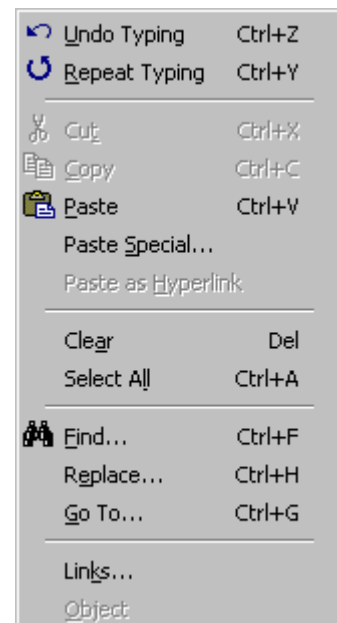 Undo Typing Ctrl+Z
Repeat Typing Ctrl+Y
Cut Ctrl+X
Copy Ctrl+C
Paste Ctrl+V
Paste Special...
Paste as Hyperlink
Clear Del
Select All Ctrl+A
Find... Ctrl+F
Replace... Ctrl+H
Go To... Ctrl+G
Links...
Object